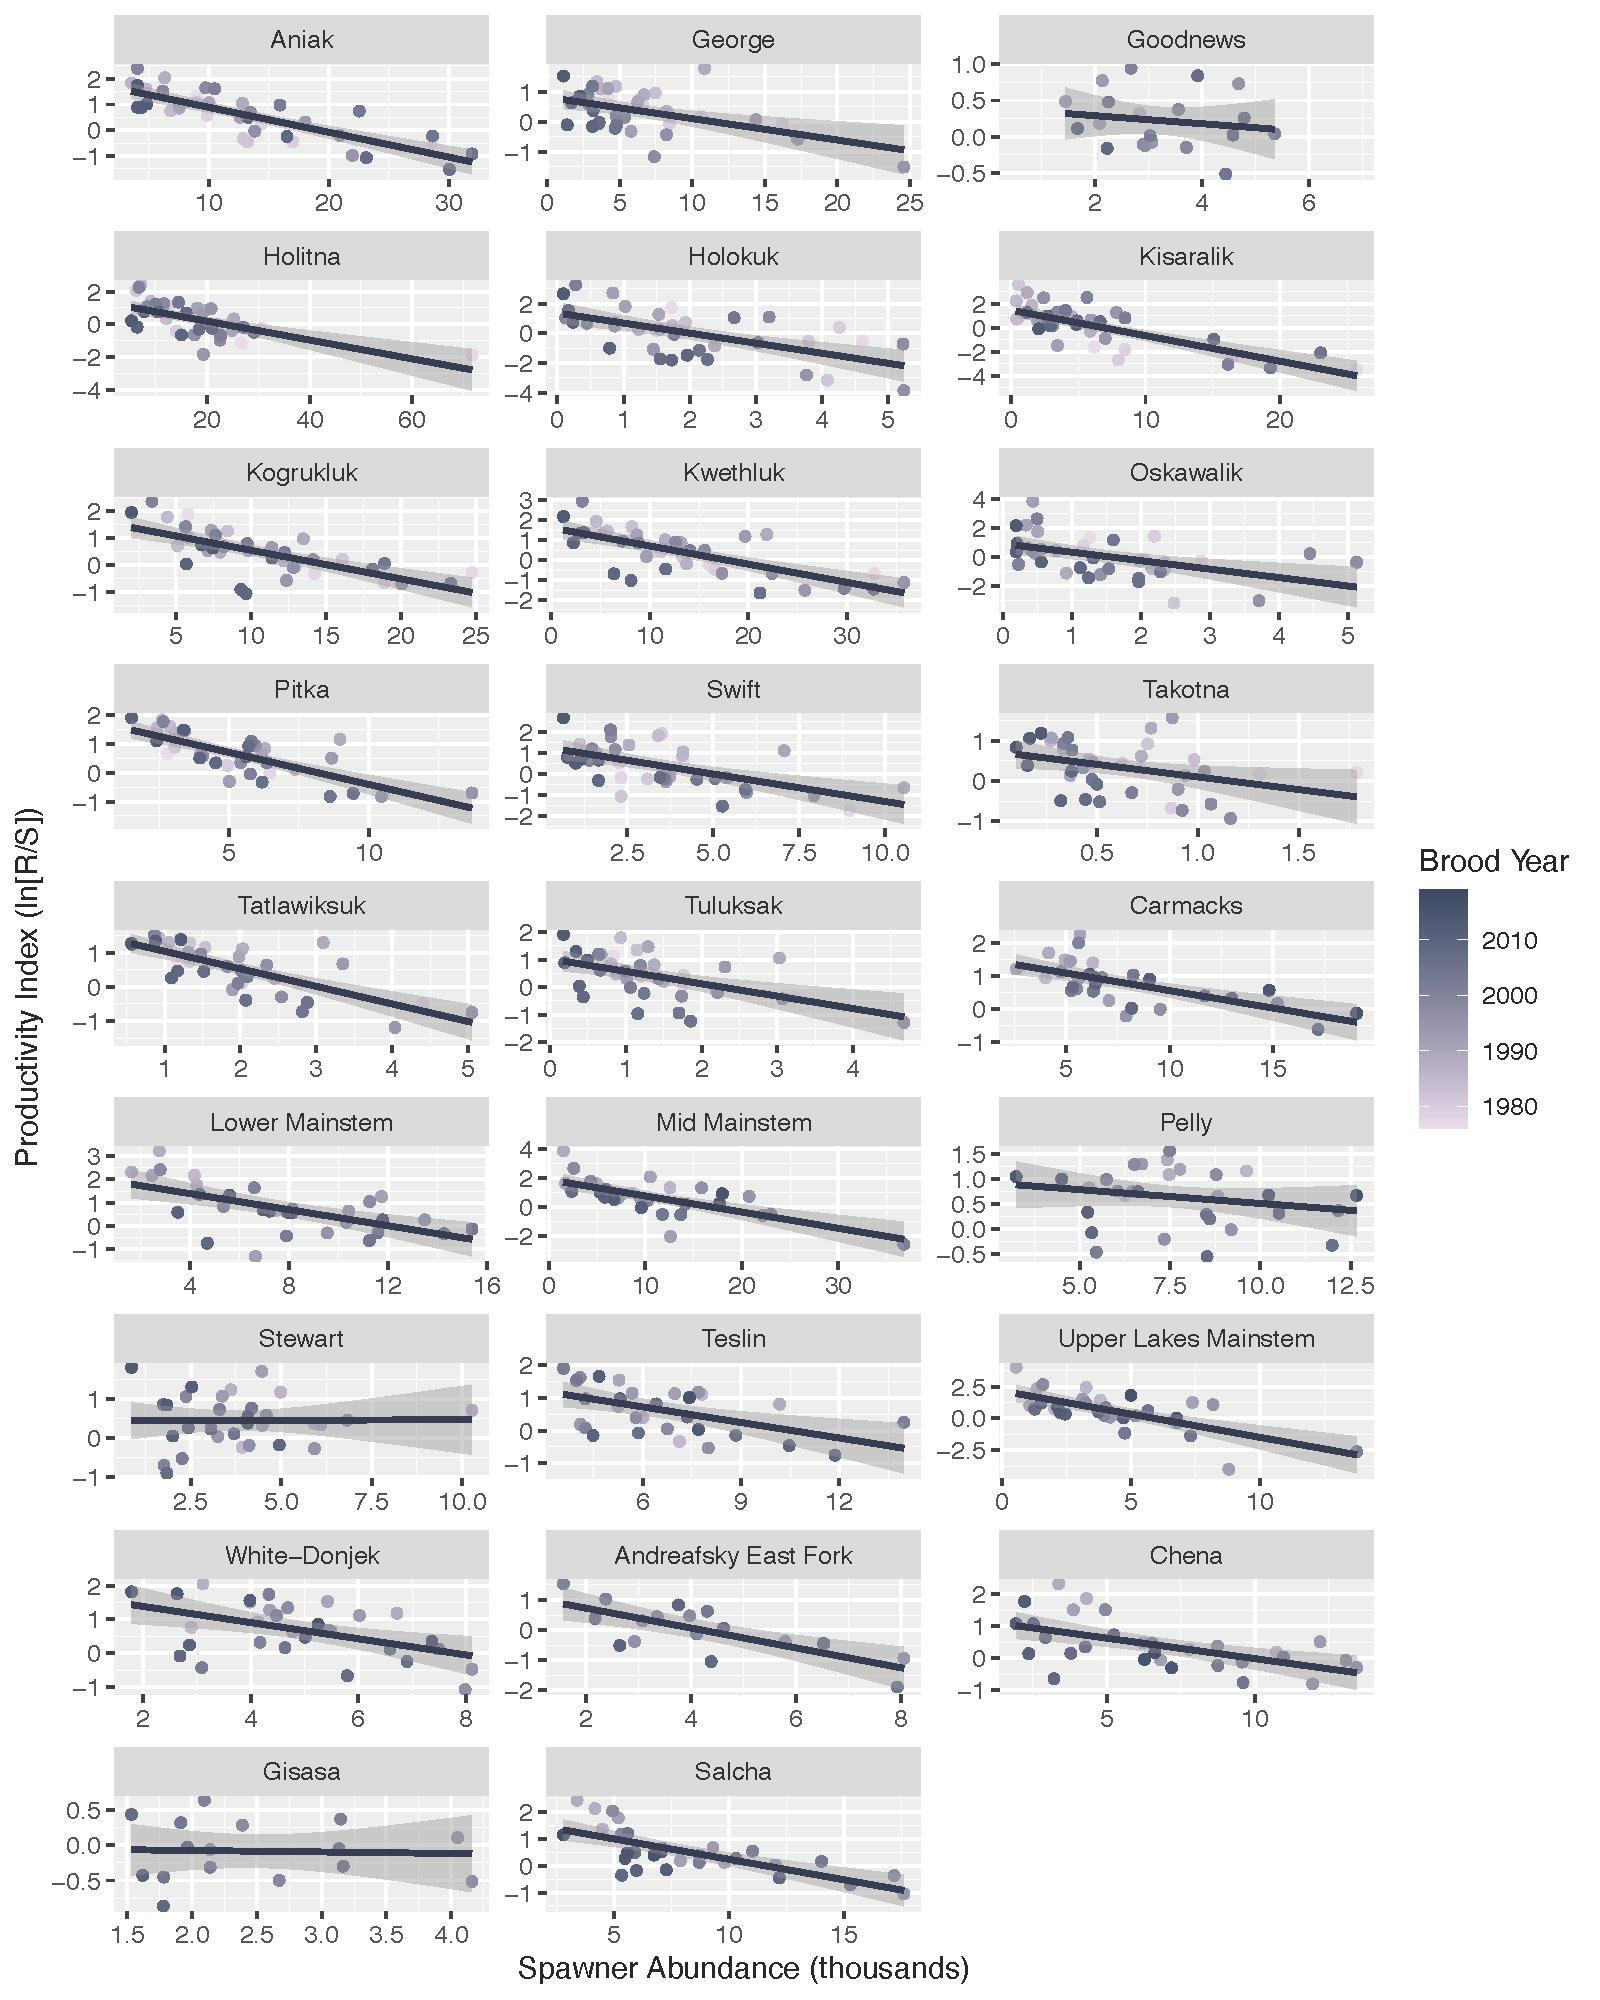 Aniak
George
Goodnews
2
1
0
−1
10 20 30
1
0
−1
0 5 10 15 20 25
1.0
0.5
0.0
−0.5
2 4 6
Holitna
Holokuk
Kisaralik
2
0
−2
−4
20 40 60
2
0
−2
−4
0 1 2 3 4 5
2
0
−2
−4
0 10 20
Kogrukluk
Kwethluk
Oskawalik
2
1
0
−1
5 10 15 20 25
3
2
1
0
−1
−2
0 10 20 30
4
2
0
−2
0 1 2 3 4 5
Pitka
Swift
Takotna
2
1
0
−1
5 10
2
1
0
−1
−2
2.5 5.0 7.5 10.0
1
0
−1
0.5 1.0 1.5
Tatlawiksuk
Tuluksak
Carmacks
1
0
−1
1 2 3 4 5
2
1
0
−1
−2
0 1 2 3 4
2
1
0
−1
5 10 15
Lower Mainstem
Mid Mainstem
Pelly
3
2
1
0
−1
4 8 12 16
4
2
0
−2
0 10 20 30
1.5
1.0
0.5
0.0
−0.5
5.0 7.5 10.0 12.5
Stewart
Teslin
Upper Lakes Mainstem
1
0
−1
2.5 5.0 7.5 10.0
2
1
0
−1
6 9 12
2.5
0.0
−2.5
0 5 10
White−Donjek
Andreafsky East Fork
Chena
2
1
0
−1
2 4 6 8
1
0
−1
−2
2 4 6 8
2
1
0
−1
5 10
Gisasa
Salcha
0.5
0.0
−0.5
1.5 2.0 2.5 3.0 3.5 4.0
2
1
0
−1
5 10 15
Spawner Abundance (thousands)
Productivity Index (ln[R/S])
Brood Year
2010
2000
1990
1980